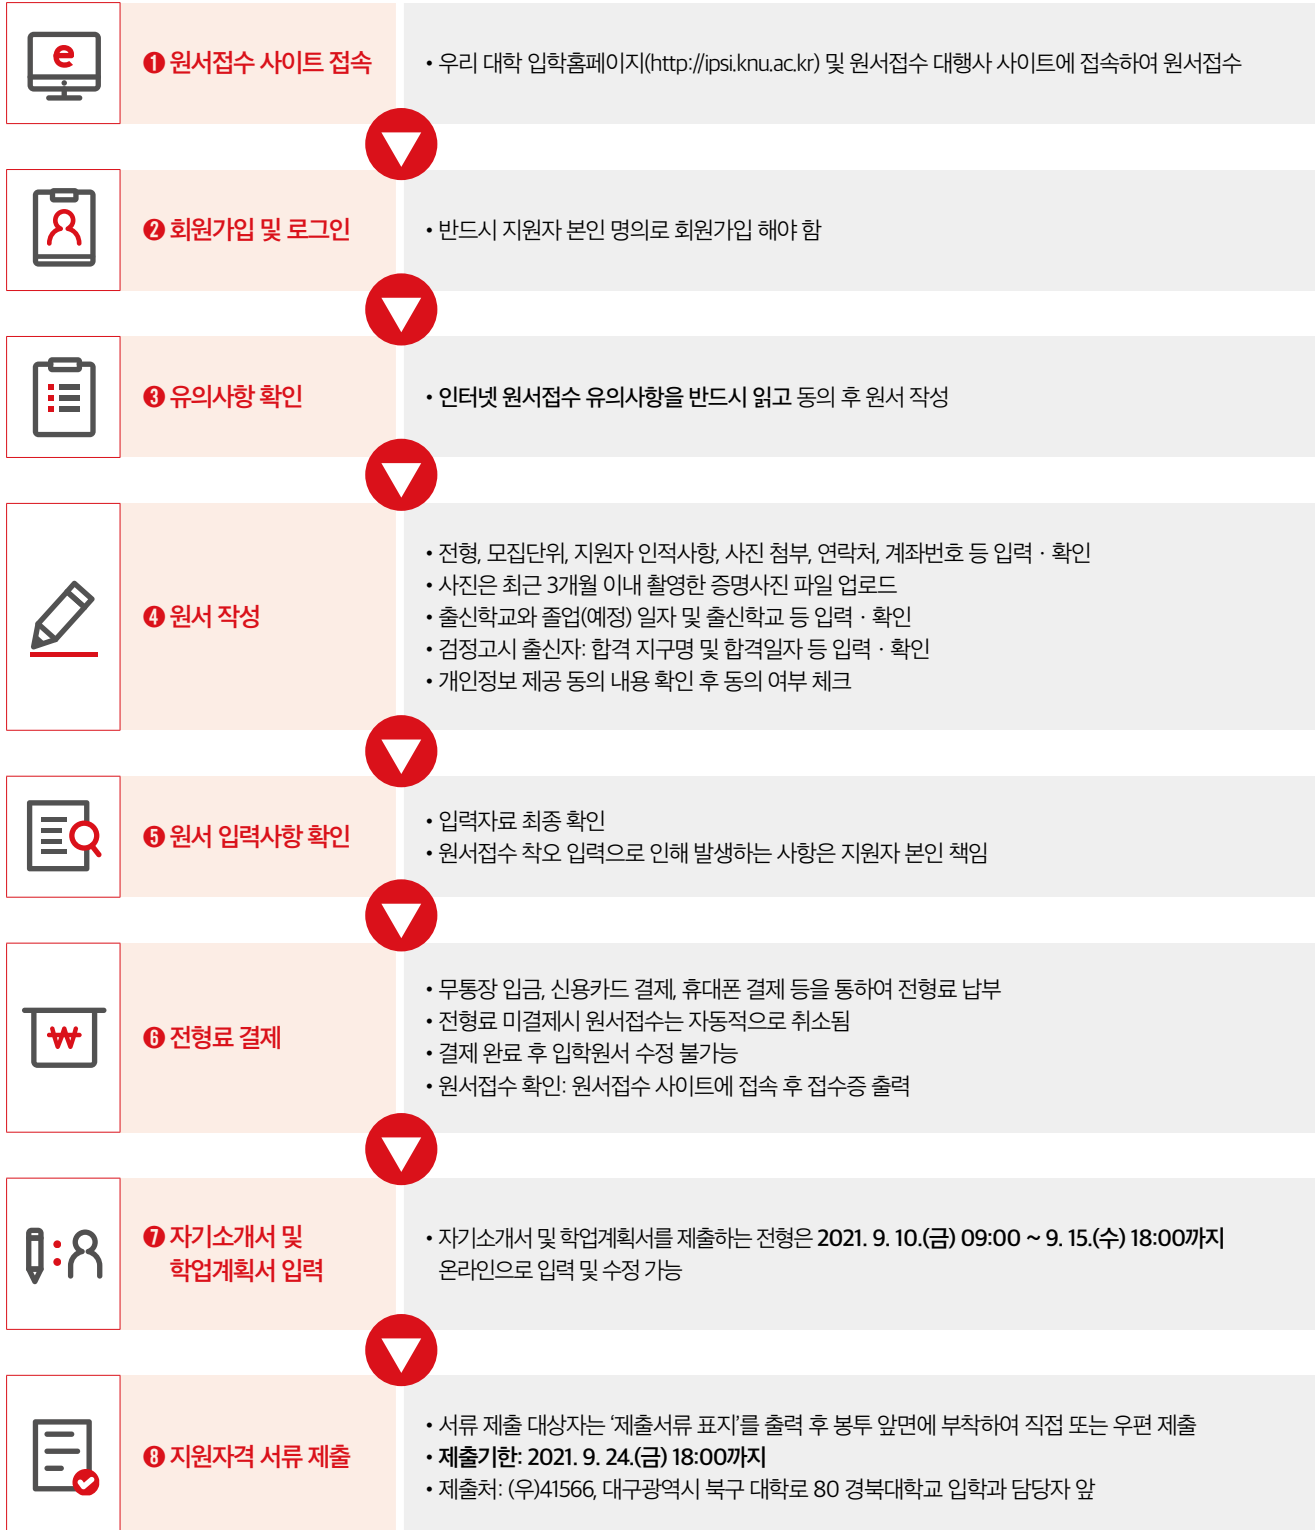 e
❶ 원서접수 사이트 접속
• 우리 대학 입학홈페이지(http://ipsi.knu.ac.kr) 및 원서접수 대행사 사이트에 접속하여 원서접수
❷ 회원가입 및 로그인
• 반드시 지원자 본인 명의로 회원가입 해야 함
❸ 유의사항 확인
• 인터넷 원서접수 유의사항을 반드시 읽고 동의 후 원서 작성
❹ 원서 작성
• 전형, 모집단위, 지원자 인적사항, 사진 첨부, 연락처, 계좌번호 등 입력 · 확인
• 사진은 최근 3개월 이내 촬영한 증명사진 파일 업로드
• 출신학교와 졸업(예정) 일자 및 출신학교 등 입력 · 확인
• 검정고시 출신자: 합격 지구명 및 합격일자 등 입력 · 확인
• 개인정보 제공 동의 내용 확인 후 동의 여부 체크
❺ 원서 입력사항 확인
• 입력자료 최종 확인
• 원서접수 착오 입력으로 인해 발생하는 사항은 지원자 본인 책임
₩
❻ 전형료 결제
• 무통장 입금, 신용카드 결제, 휴대폰 결제 등을 통하여 전형료 납부
• 전형료 미결제시 원서접수는 자동적으로 취소됨
• 결제 완료 후 입학원서 수정 불가능
• 원서접수 확인: 원서접수 사이트에 접속 후 접수증 출력
❼ 자기소개서 및
학업계획서 입력
• 자기소개서 및 학업계획서를 제출하는 전형은 2021. 9. 10.(금) 09:00 ~ 9. 15.(수) 18:00까지
온라인으로 입력 및 수정 가능
❽ 지원자격 서류 제출
• 서류 제출 대상자는 ‘제출서류 표지’를 출력 후 봉투 앞면에 부착하여 직접 또는 우편 제출
• 제출기한: 2021. 9. 24.(금) 18:00까지
• 제출처: (우)41566, 대구광역시 북구 대학로 80 경북대학교 입학과 담당자 앞